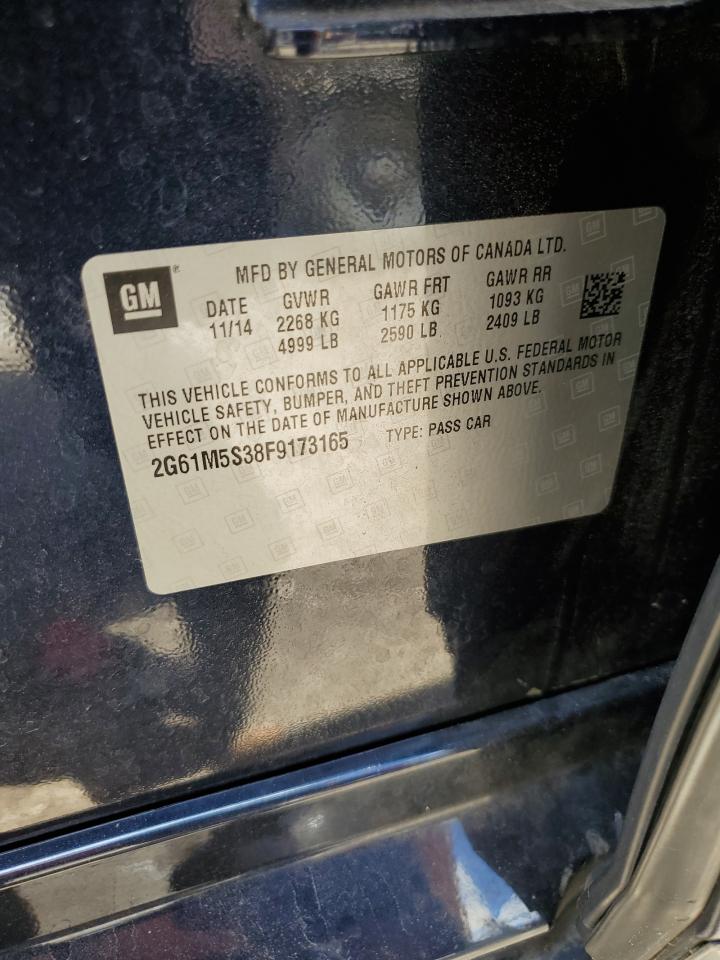 GM
MFD BY GENERAL MOTORS OF CANADA LTD.
DATE GVWR GAWR FRT GAWR RR
11/14 2268 KG 1175 KG 1093 KG
4999 LB 2590 LB 2409 LB
THIS VEHICLE CONFORMS TO ALL APPLICABLE U.S. FEDERAL MOTOR
VEHICLE SAFETY, BUMPER, AND THEFT PREVENTION STANDARDS IN
EFFECT ON THE DATE OF MANUFACTURE SHOWN ABOVE.
2G61M5S38F9173165 TYPE: PASS CAR